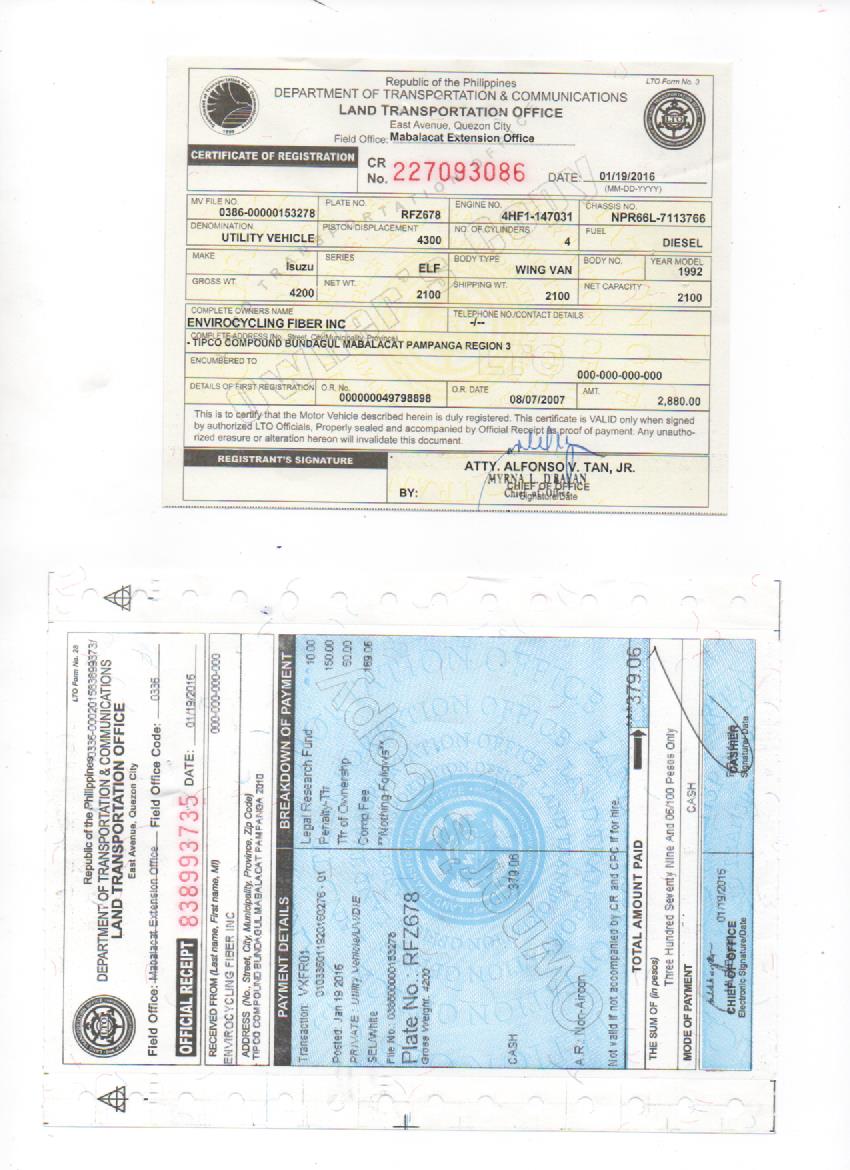 Republic of the Philippines
LTO Form No. 3
DEPARTMENT OF TRANSPORTATION & COMMUNICATIONS
LAND TRANSPORTATION OFFICE
East Avenue, Quezon City
Field Office: Mabalacat Extension Office
CERTIFICATE OF REGISTRATION
CR No. 227093086
DATE: 01/19/2016
(MM-DD-YYYY)
MV FILE NO. PLATE NO. ENGINE NO. CHASSIS NO.
0386-00000153278 RFZ678 4HF1-147031 NPR66L-7113766
DENOMINATION PISTON DISPLACEMENT NO. OF CYLINDERS FUEL
UTILITY VEHICLE 4300 4 DIESEL
MAKE SERIES BODY TYPE BODY NO. YEAR MODEL
Isuzu ELF WING VAN 1992
GROSS WT. NET WT. SHIPPING WT. NET CAPACITY
4200 2100 2100 2100
COMPLETE OWNERS NAME TELEPHONE NO./CONTACT DETAILS
ENVIROCYCLING FIBER INC -/--
COMPLETE ADDRESS (No. Street, City/Municipality, Province)
- TIPCO COMPOUND BUNDAGUL MABALACAT PAMPANGA REGION 3
ENCUMBERED TO
000-000-000-000
DETAILS OF FIRST REGISTRATION O.R. No. O.R. DATE AMT.
000000049798898 08/07/2007 2,880.00
This is to certify that the Motor Vehicle described herein is duly registered. This certificate is VALID only when signed
by authorized LTO Officials, Properly sealed and accompanied by Official Receipt as proof of payment. Any unautho-
rized erasure or alteration hereon will invalidate this document.
REGISTRANT'S SIGNATURE
ATTY. ALFONSO V. TAN, JR.
CHIEF OF OFFICE
Chief of Office
BY: Signature/Date
Owner's Copy
LTO Form No. 28
Republic of the Philippines
DEPARTMENT OF TRANSPORTATION & COMMUNICATIONS
LAND TRANSPORTATION OFFICE
East Avenue, Quezon City
Field Office: Mabalacat Extension Office Field Office Code: 0336
OFFICIAL RECEIPT 838993735 DATE: 01/19/2016
RECEIVED FROM (Last name, First name, MI)
ENVIROCYCLING FIBER INC 000-000-000-000
ADDRESS (No. Street, City, Municipality, Province, Zip Code)
TIPCO COMPOUND BUNDAGUL MABALACAT PAMPANGA 2010
PAYMENT DETAILS BREAKDOWN OF PAYMENT
Transaction: VXFR01 Legal Research Fund 10.00
Penalty-Tfr 150.00
Posted: Jan 19 2016 Tfr of Ownership 50.00
PRIVATE Utility Vehicle/UV/DIE Comp Fee 169.06
SEL/White **Nothing Follows**
File No: 038600000153278
Plate No.: RFZ678
Gross Weight: 4200
CASH 379.06
A.R.: Non-Aircon
Not valid if not accompanied by CR and CPC if for hire.
TOTAL AMOUNT PAID ***379.06
THE SUM OF (in pesos)
Three Hundred Seventy Nine And 06/100 Pesos Only
MODE OF PAYMENT CASH
01/19/2016
CHIEF OF OFFICE
Electronic Signature/Date
CASHIER
Signature/Date
Owner's Copy